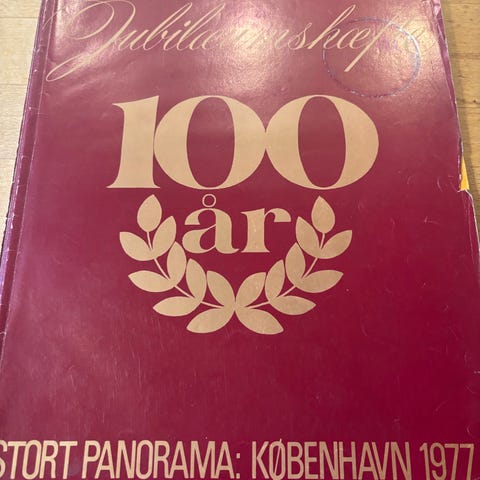 Jubilæumshæfte
100
år
STORT PANORAMA: KØBENHAVN 1977